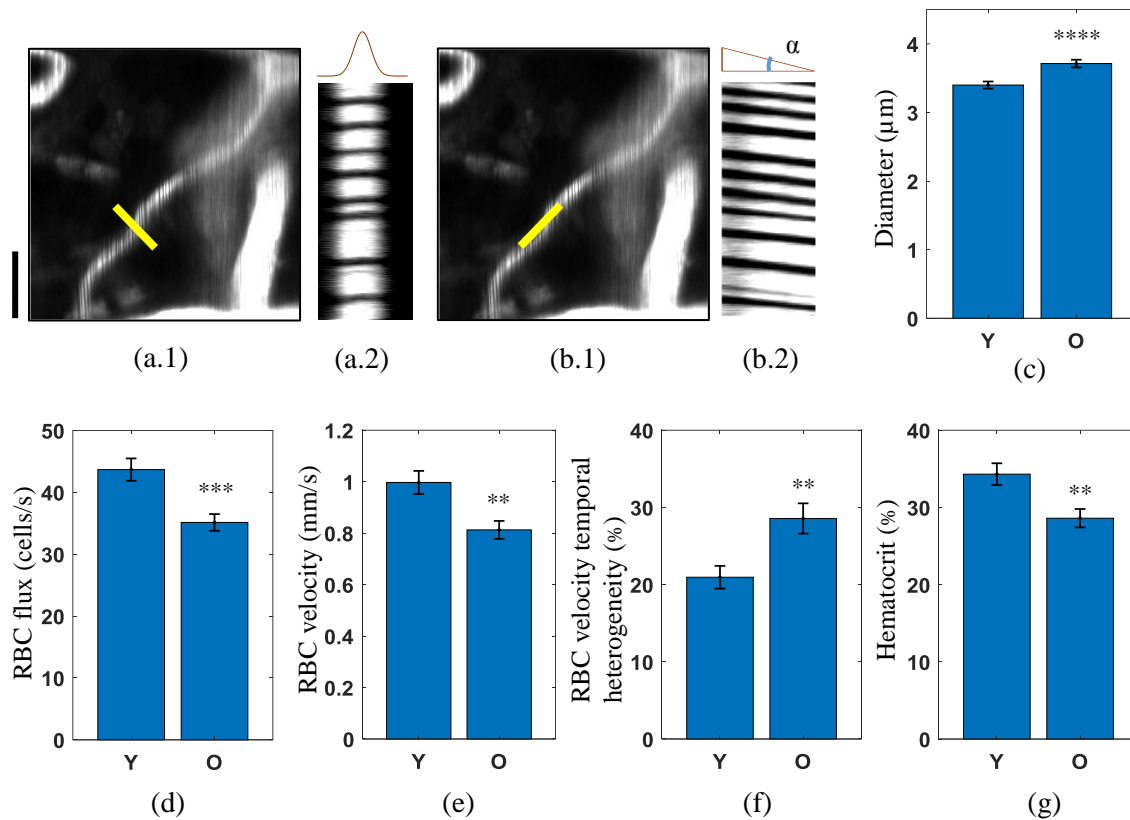 α
(a.1)
(a.2)
(b.1)
(b.2)
Diameter (μm)
4
3
2
1
0
****
Y
O
(c)
RBC flux (cells/s)
50
40
30
20
10
0
***
Y
O
(d)
RBC velocity (mm/s)
1.2
1
0.8
0.6
0.4
0.2
0
**
Y
O
(e)
RBC velocity temporal
heterogeneity (%)
40
30
20
10
0
**
Y
O
(f)
Hematocrit (%)
40
30
20
10
0
**
Y
O
(g)